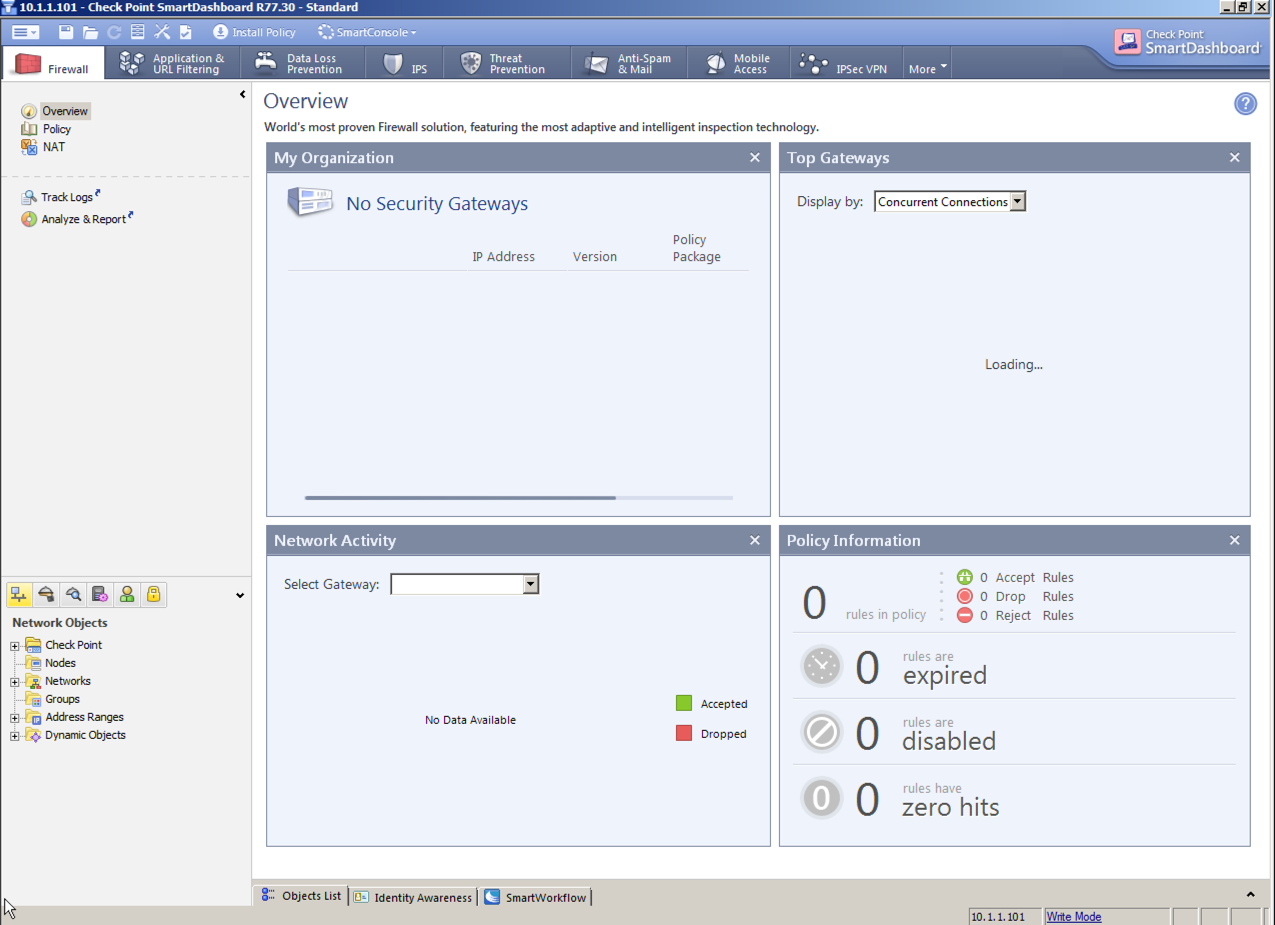 10.1.1.101 - Check Point SmartDashboard R77.30 - Standard
Install Policy
SmartConsole
Check Point
SmartDashboard
Firewall
Application &
URL Filtering
Data Loss
Prevention
IPS
Threat
Prevention
Anti-Spam
& Mail
Mobile
Access
IPSec VPN
More
Overview
Policy
NAT
Track Logs
Analyze & Report
Overview
World's most proven Firewall solution, featuring the most adaptive and intelligent inspection technology.
My Organization
No Security Gateways
IP Address
Version
Policy
Package
Top Gateways
Display by: Concurrent Connections
Loading...
Network Objects
Check Point
Nodes
Networks
Groups
Address Ranges
Dynamic Objects
Network Activity
Select Gateway:
No Data Available
Accepted
Dropped
Policy Information
0 rules in policy
0 Accept Rules
0 Drop Rules
0 Reject Rules
0 rules are
expired
0 rules are
disabled
0 0 rules have
zero hits
Objects List
Identity Awareness
SmartWorkflow
10.1.1.101
Write Mode